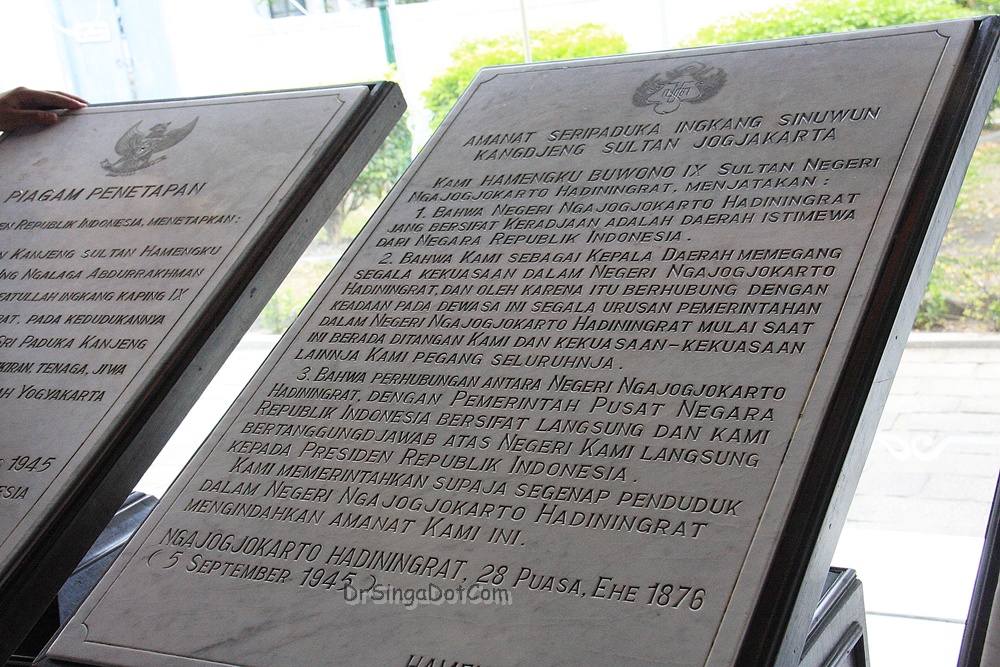 PIAGAM PENETAPAN
REPUBLIK INDONESIA, MENETAPKAN :
KANJENG SULTAN HAMENGKU
NGALAGA ABDURRAKHMAN
INGKANG KAPING IX
PADA KEDUDUKANNYA
SRI PADUKA KANJENG
TENAGA, JIWA
YOGYAKARTA
1945
AMANAT SERIPADUKA INGKANG SINUWUN
KANGDJENG SULTAN JOGJAKARTA
KAMI HAMENGKU BUWONO IX SULTAN NEGERI
NGAJOGJOKARTO HADININGRAT, MENJATAKAN :
1. BAHWA NEGERI NGAJOGJOKARTO HADININGRAT
JANG BERSIFAT KERADJAAN ADALAH DAERAH ISTIMEWA
DARI NEGARA REPUBLIK INDONESIA.
2. BAHWA KAMI SEBAGAI KEPALA DAERAH MEMEGANG
SEGALA KEKUASAAN DALAM NEGERI NGAJOGJOKARTO
HADININGRAT, DAN OLEH KARENA ITU BERHUBUNG DENGAN
KEADAAN PADA DEWASA INI SEGALA URUSAN PEMERINTAHAN
DALAM NEGERI NGAJOGJOKARTO HADININGRAT MULAI SAAT
INI BERADA DITANGAN KAMI DAN KEKUASAAN-KEKUASAAN
LAINNJA KAMI PEGANG SELURUHNJA.
3. BAHWA PERHUBUNGAN ANTARA NEGERI NGAJOGJOKARTO
HADININGRAT, DENGAN PEMERINTAH PUSAT NEGARA
REPUBLIK INDONESIA BERSIFAT LANGSUNG DAN KAMI
BERTANGGUNGDJAWAB ATAS NEGERI KAMI LANGSUNG
KEPADA PRESIDEN REPUBLIK INDONESIA.
KAMI MEMERINTAHKAN SUPAJA SEGENAP PENDUDUK
DALAM NEGERI NGAJOGJOKARTO HADININGRAT
MENGINDAHKAN AMANAT KAMI INI.
NGAJOGJOKARTO HADININGRAT, 28 PUASA, EHE 1876
( 5 SEPTEMBER 1945 )
DrSingaDotCom